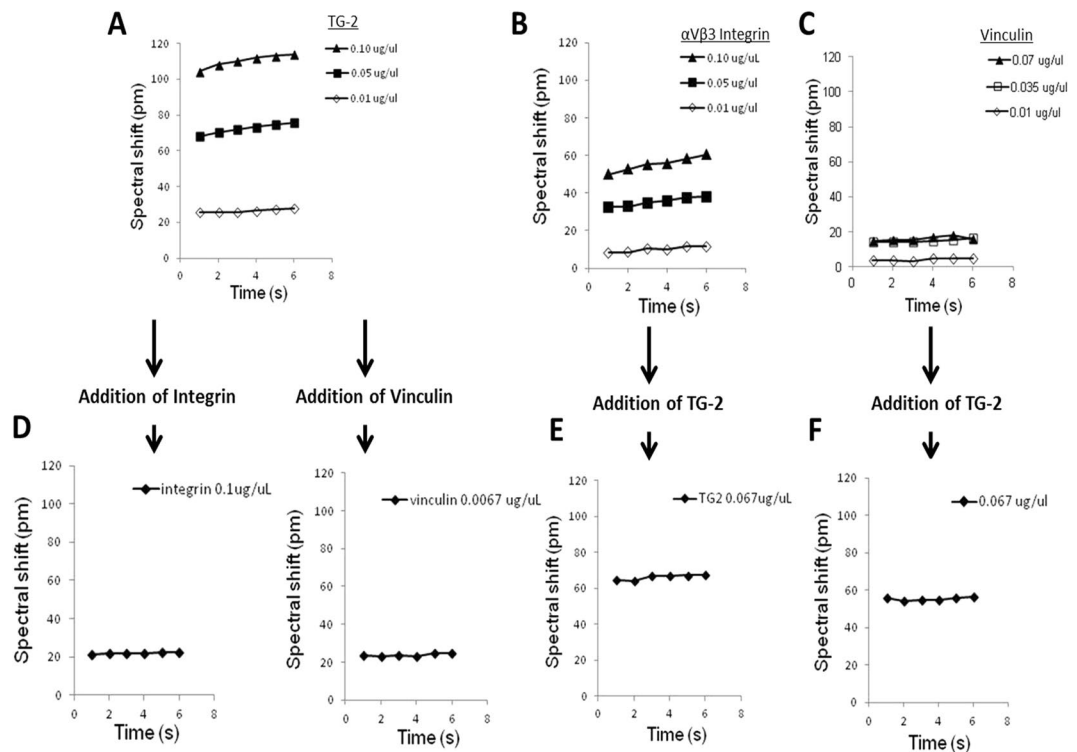 A
TG-2
0.10 ug/ul
0.05 ug/ul
0.01 ug/ul
Spectral shift (pm)
120
100
80
60
40
20
0
0 2 4 6 8
Time (s)
B
αVβ3 Integrin
0.10 ug/uL
0.05 ug/ul
0.01 ug/ul
Spectral shift (pm)
120
100
80
60
40
20
0
0 2 4 6 8
Time (s)
C
Vinculin
0.07 ug/ul
0.035 ug/ul
0.01 ug/ul
Spectral shift (pm)
120
100
80
60
40
20
0
0 2 4 6 8
Time (s)
Addition of Integrin
Addition of Vinculin
Addition of TG-2
Addition of TG-2
D
integrin 0.1ug/uL
Spectral shift (pm)
120
100
80
60
40
20
0
0 2 4 6 8
Time (s)
vinculin 0.0067 ug/uL
Spectral shift (pm)
120
100
80
60
40
20
0
0 2 4 6 8
Time (s)
E
TG2 0.067ug/uL
Spectral shift (pm)
120
100
80
60
40
20
0
0 2 4 6 8
Time (s)
F
0.067 ug/ul
Spectral shift (pm)
120
100
80
60
40
20
0
0 2 4 6 8
Time (s)